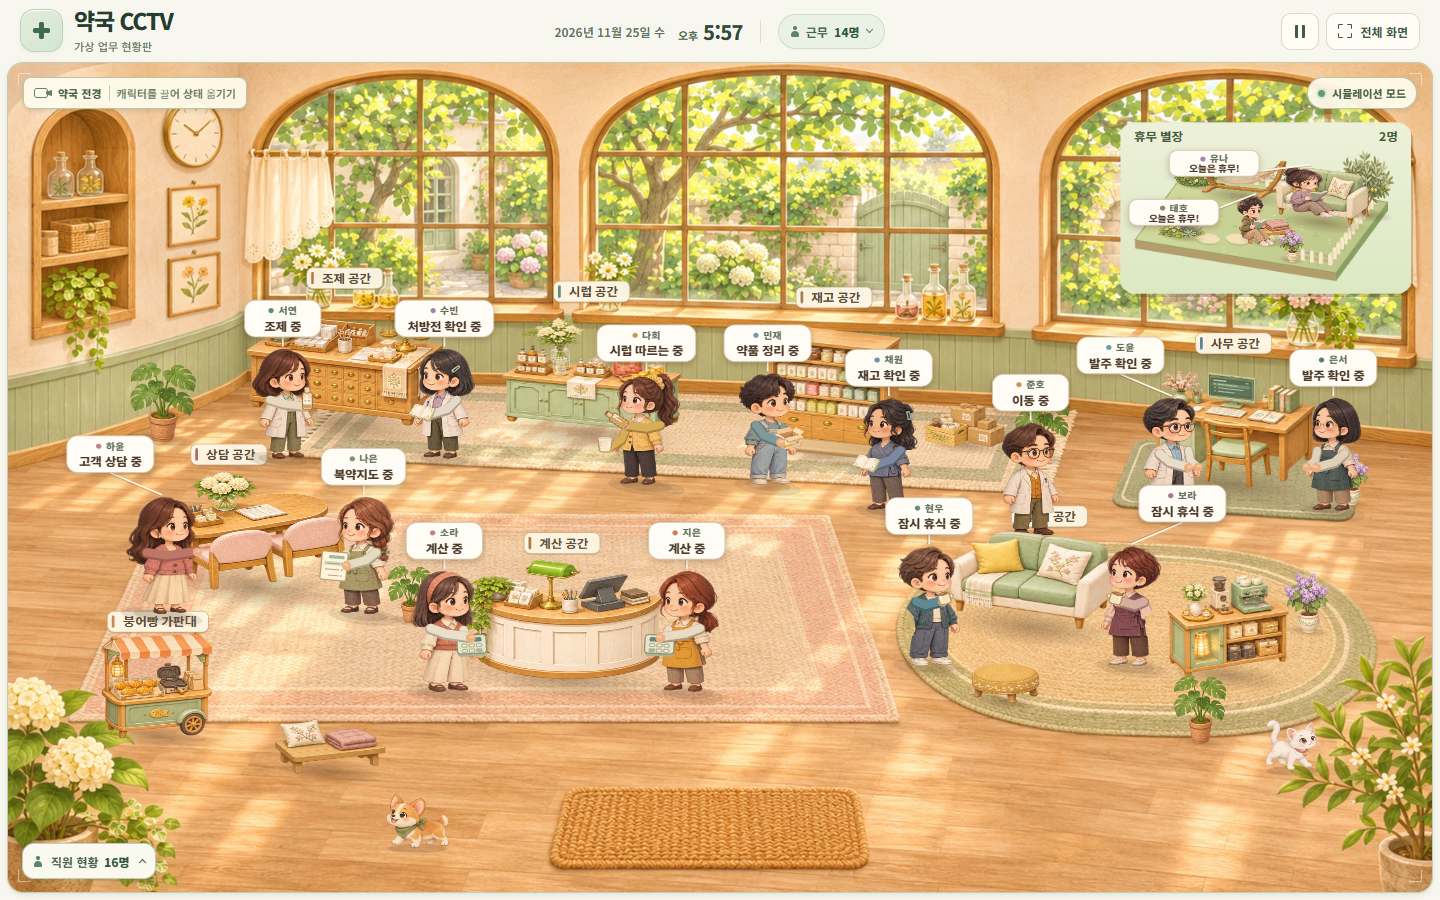 약국 CCTV
가상 업무 현황판
2026년 11월 25일 수 오후 5:57
근무 14명
전체 화면
약국 전경 캐릭터를 끌어 상태 옮기기
시뮬레이션 모드
휴무 별장 2명
유나
오늘은 휴무!
태호
오늘은 휴무!
조제 공간
시럽 공간
재고 공간
서연
조제 중
수빈
처방전 확인 중
다희
시럽 따르는 중
민재
약품 정리 중
채원
재고 확인 중
도윤
발주 확인 중
사무 공간
은서
발주 확인 중
준호
이동 중
하윤
고객 상담 중
상담 공간
나은
복약지도 중
소라
계산 중
계산 공간
지은
계산 중
현우
잠시 휴식 중
공간
보라
잠시 휴식 중
붕어빵 가판대
직원 현황 16명